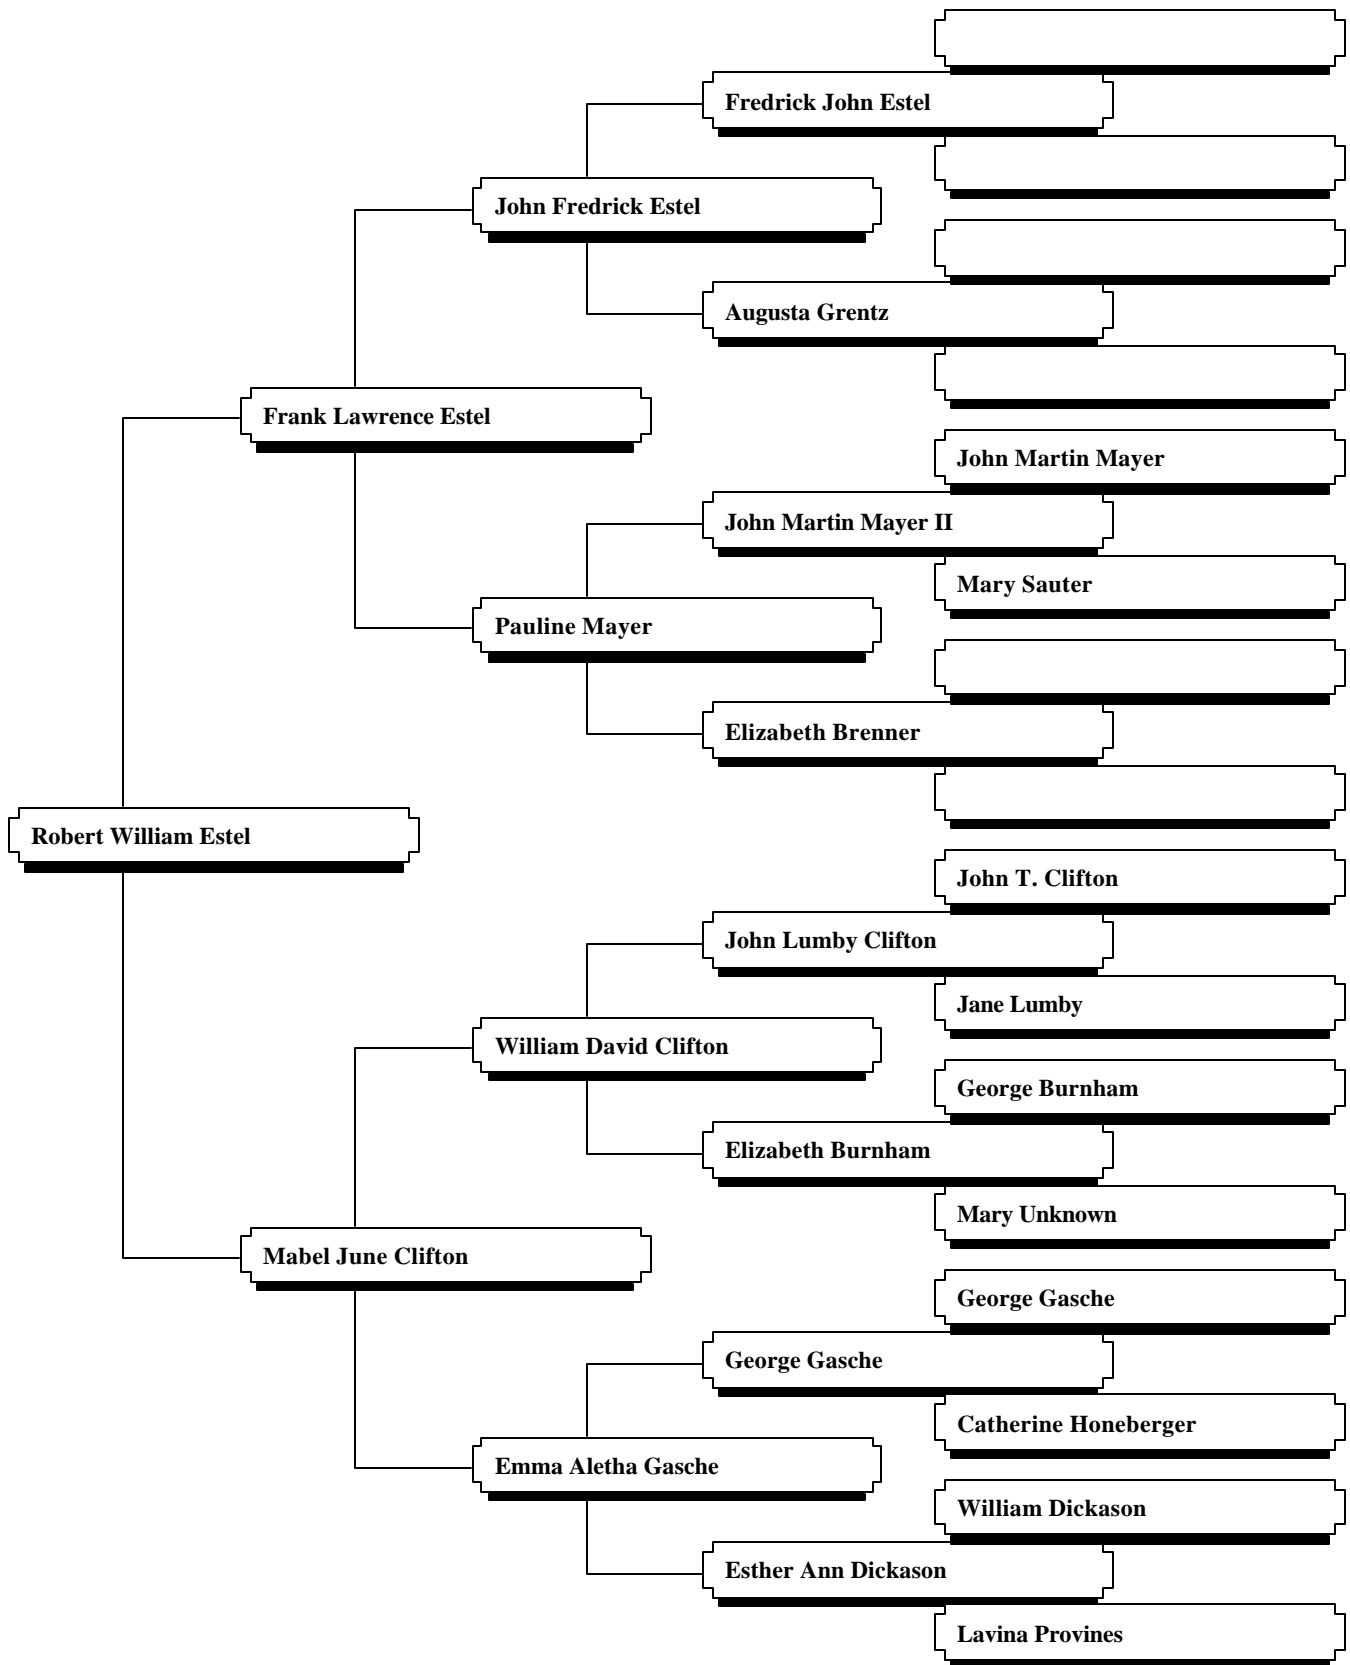 Fredrick John Estel
John Fredrick Estel
Augusta Grentz
Frank Lawrence Estel
John Martin Mayer
John Martin Mayer II
Mary Sauter
Pauline Mayer
Elizabeth Brenner
Robert William Estel
John T. Clifton
John Lumby Clifton
Jane Lumby
William David Clifton
George Burnham
Elizabeth Burnham
Mary Unknown
Mabel June Clifton
George Gasche
George Gasche
Catherine Honeberger
Emma Aletha Gasche
William Dickason
Esther Ann Dickason
Lavina Provines